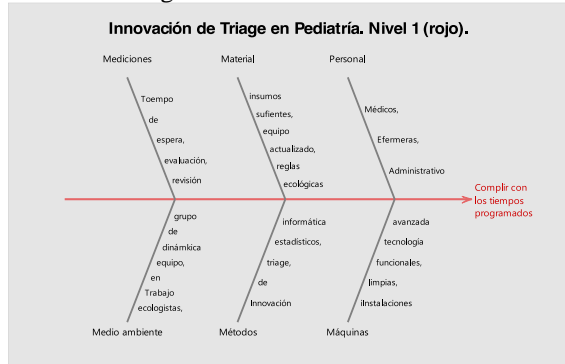 Innovación de Triage en Pediatría. Nivel 1 (rojo).
Mediciones
Material
Personal
Toempo
de
espera,
evaluación,
revisión
insumos
sufientes,
equipo
actualizado,
reglas
ecológicas
Médicos,
Efermeras,
Administrativo
Complir con
los tiempos
programados
grupo
de
dinámkica
equipo,
en
Trabajo
ecologistas,
informática
estadísticos,
triage,
de
Innovación
avanzada
tecnología
funcionales,
limpias,
iInstalaciones
Medio ambiente
Métodos
Máquinas